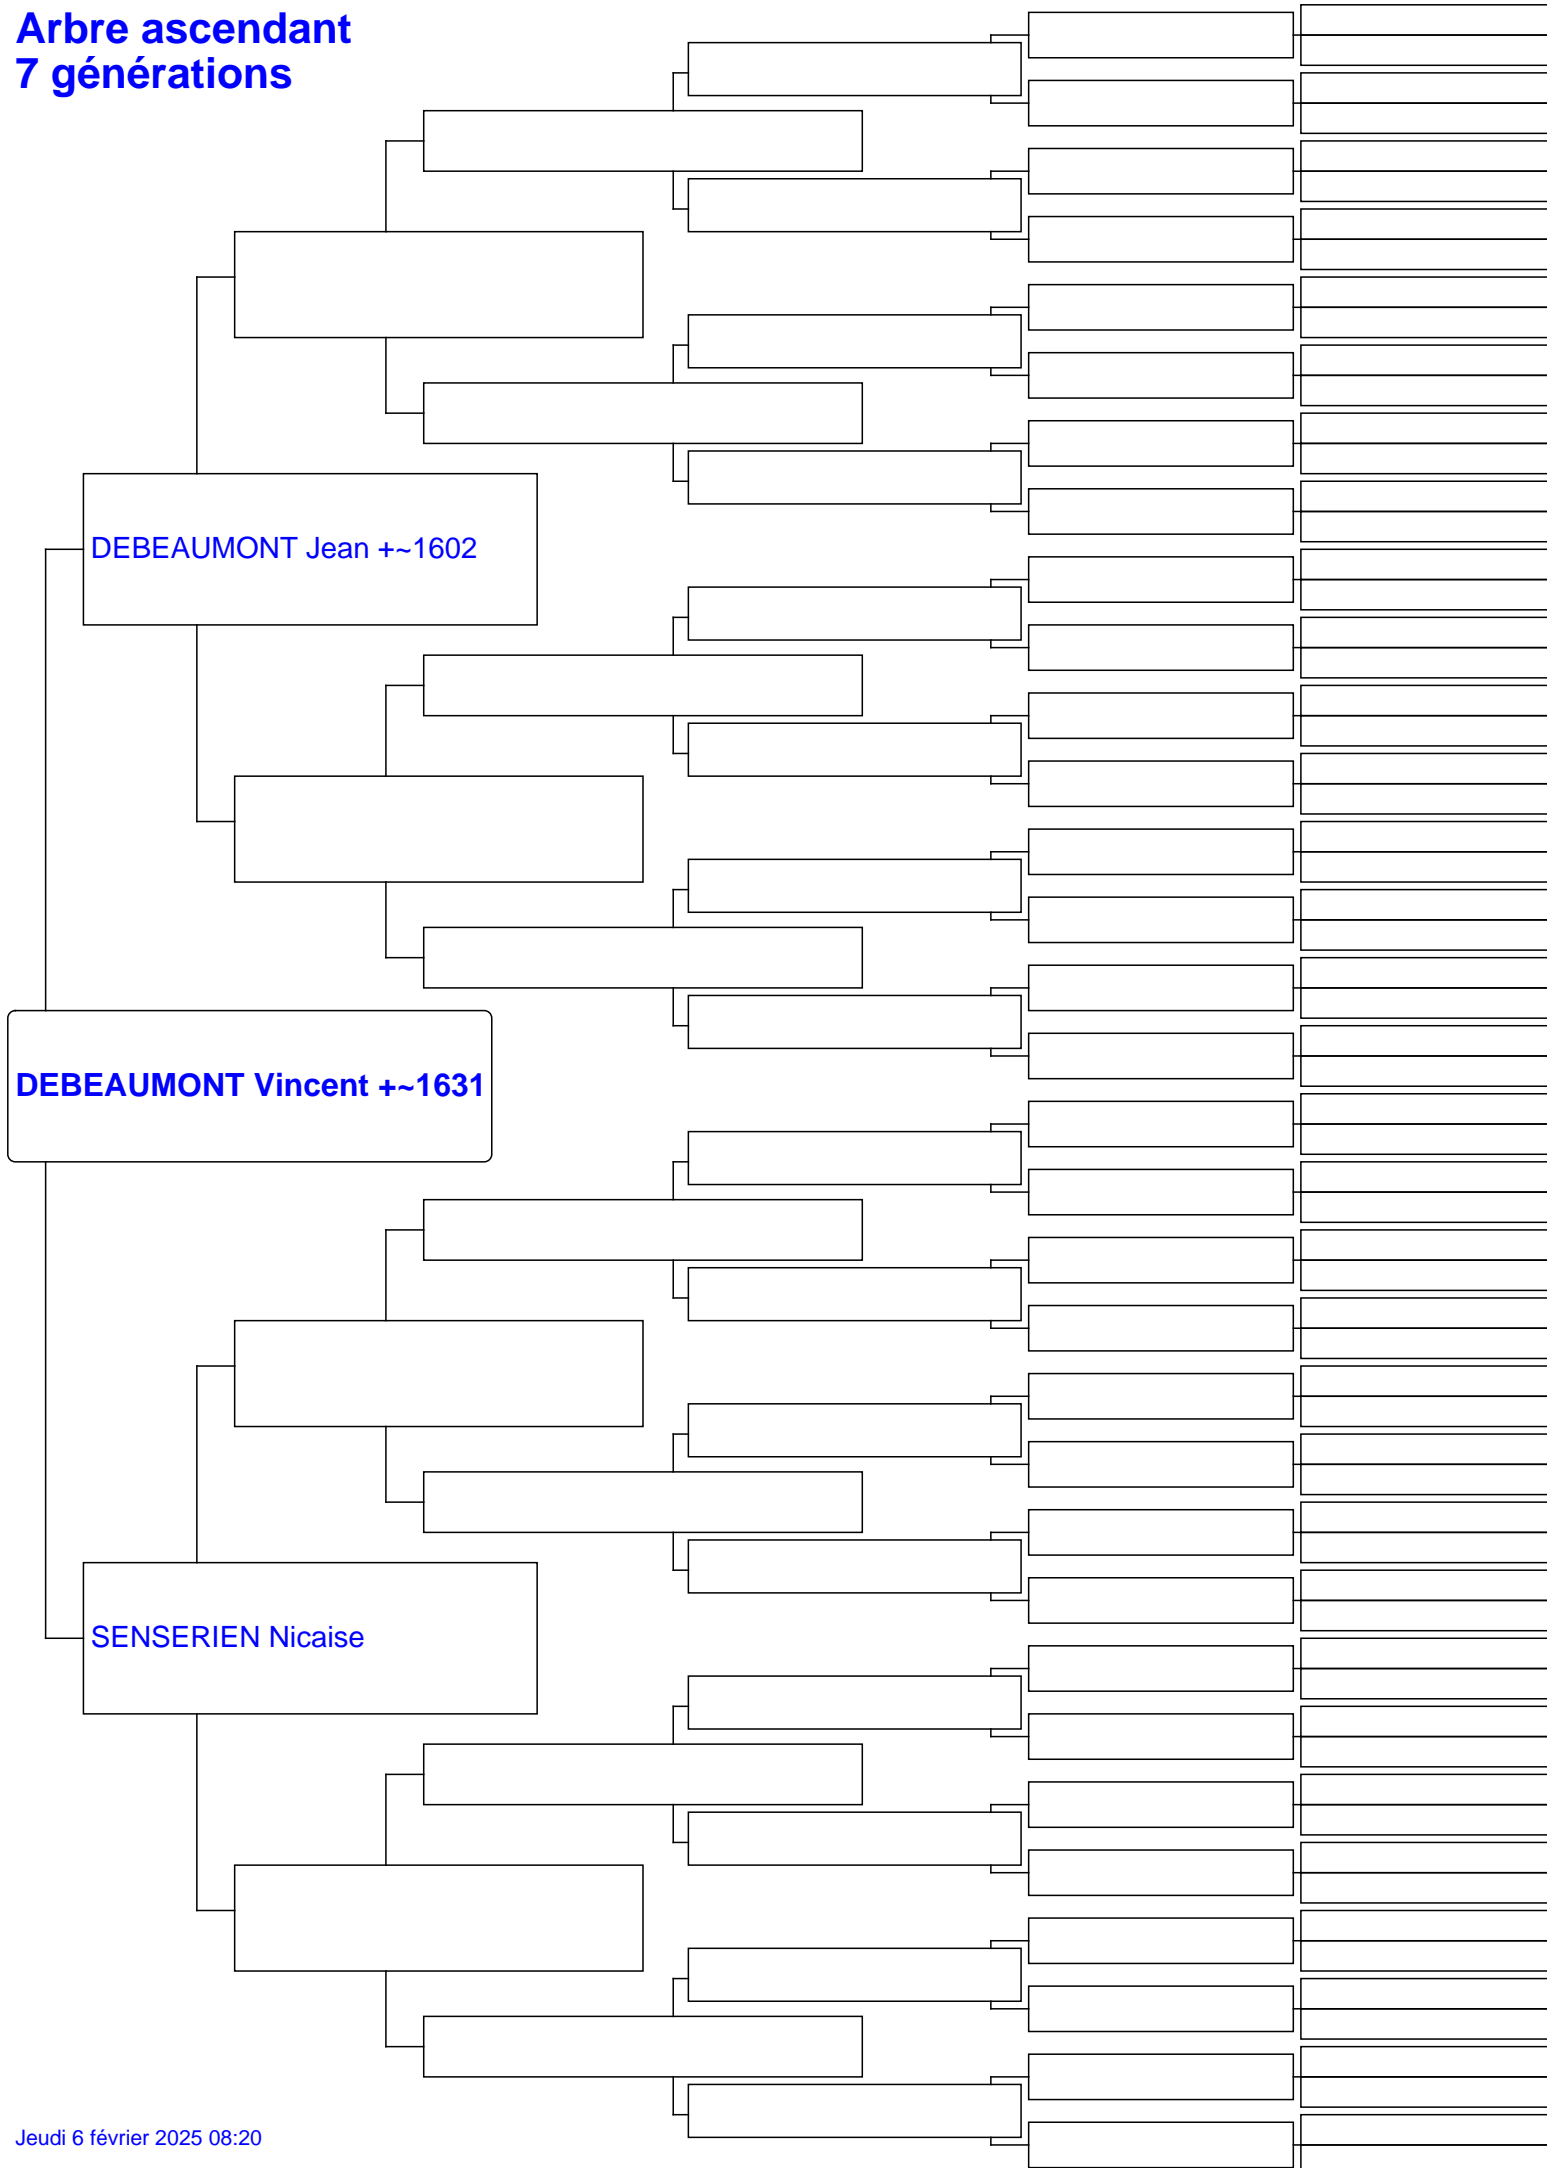 Arbre ascendant
7 générations
DEBEAUMONT Jean +~1602
DEBEAUMONT Vincent +~1631
SENSERIEN Nicaise
Jeudi 6 février 2025 08:20